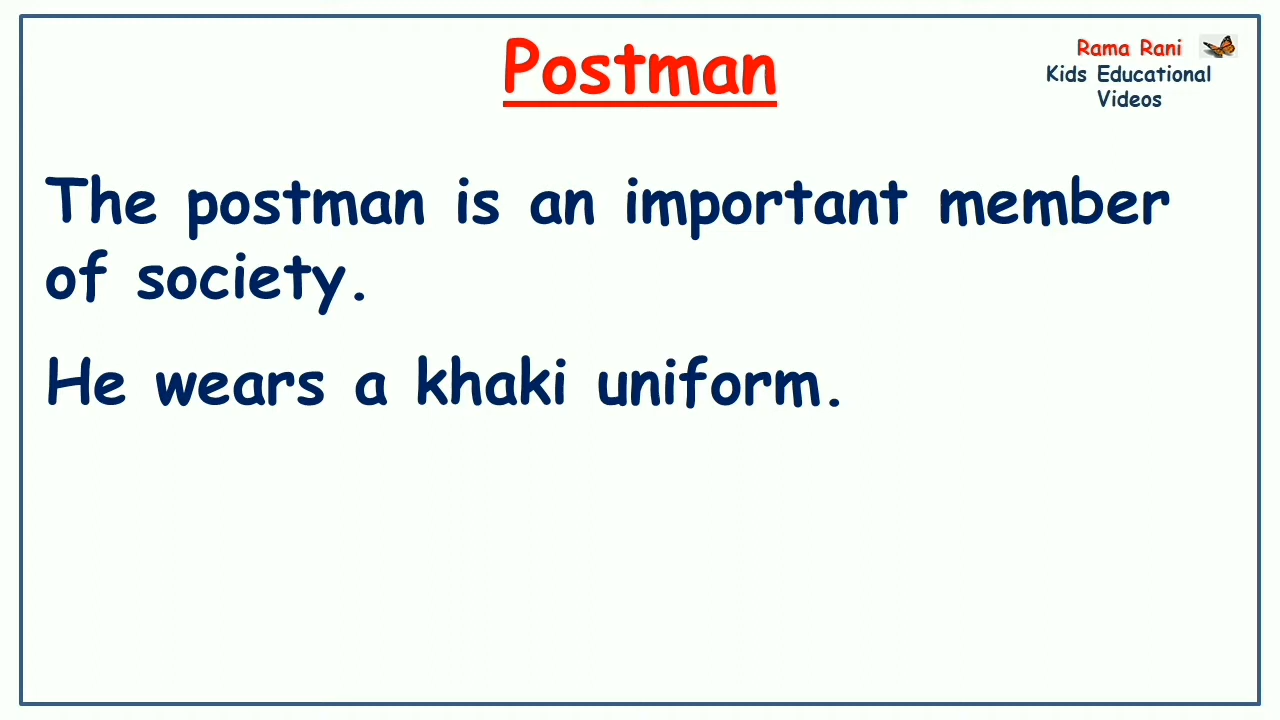 Postman
Rama Rani
Kids Educational
Videos
The postman is an important member
of society.
He wears a khaki uniform.